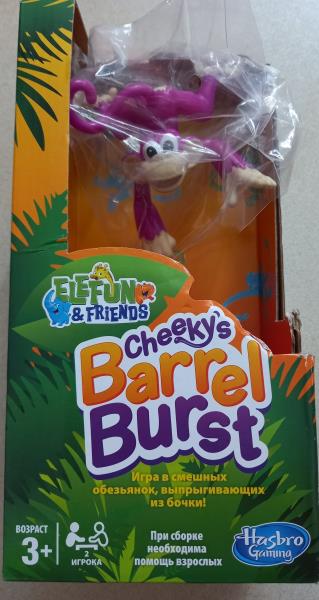 ELEFUN
& FRIENDS
Cheeky's
Barrel
Burst
Игра в смешных
обезьянок, выпрыгивающих
из бочки!
ВОЗРАСТ
3+
2
ИГРОКА
При сборке
необходима
помощь взрослых
Hasbro
Gaming